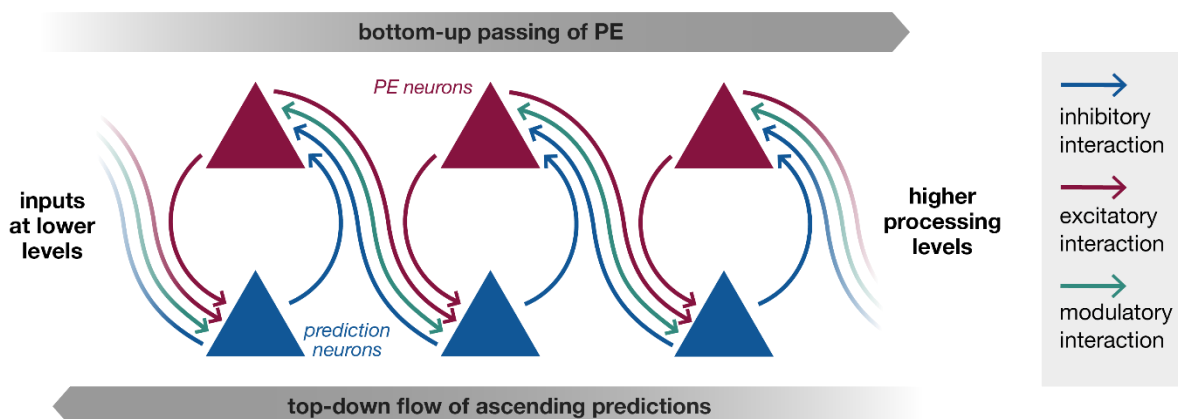 bottom-up passing of PE
PE neurons
inputs
at lower
levels
prediction
neurons
higher
processing
levels
top-down flow of ascending predictions
inhibitory
interaction
excitatory
interaction
modulatory
interaction